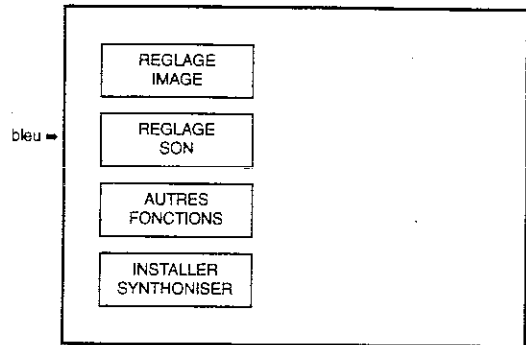 REGLAGE
IMAGE
bleu ➡
REGLAGE
SON
AUTRES
FONCTIONS
INSTALLER
SYNTHONISER